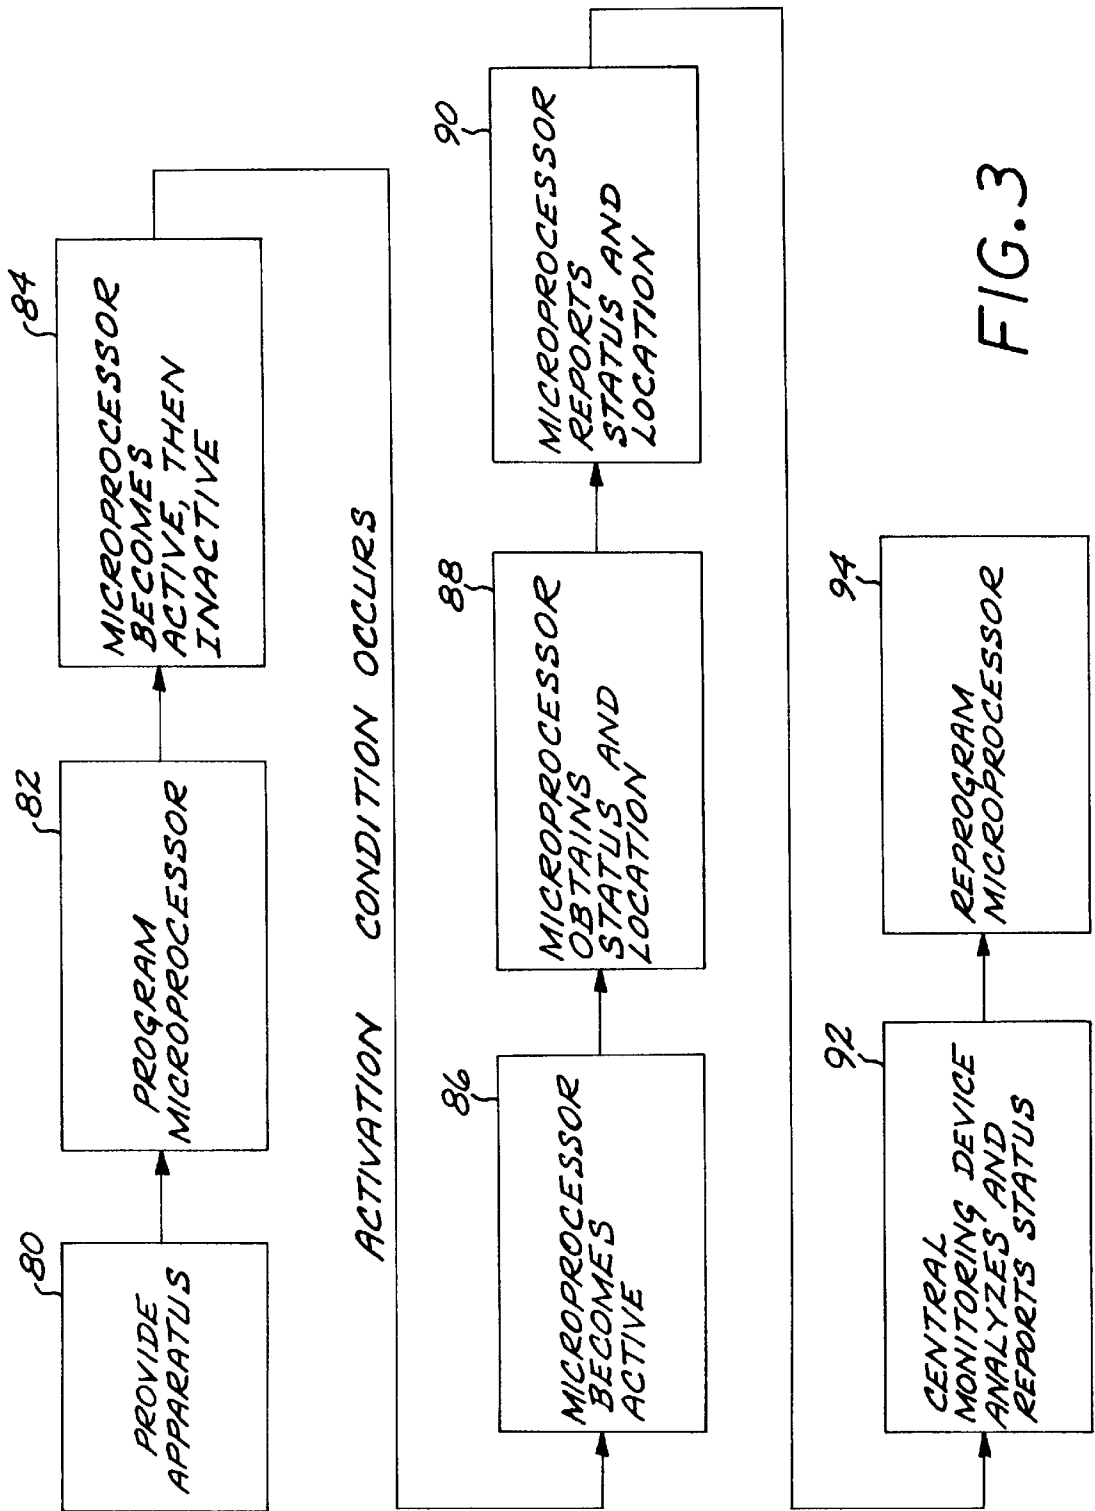 80
PROVIDE
APPARATUS
82
PROGRAM
MICROPROCESSOR
84
MICROPROCESSOR
BECOMES
ACTIVE, THEN
INACTIVE
ACTIVATION CONDITION OCCURS
86
MICROPROCESSOR
BECOMES
ACTIVE
88
MICROPROCESSOR
OBTAINS
STATUS AND
LOCATION
90
MICROPROCESSOR
REPORTS
STATUS AND
LOCATION
92
CENTRAL
MONITORING DEVICE
ANALYZES AND
REPORTS STATUS
94
REPROGRAM
MICROPROCESSOR
FIG. 3